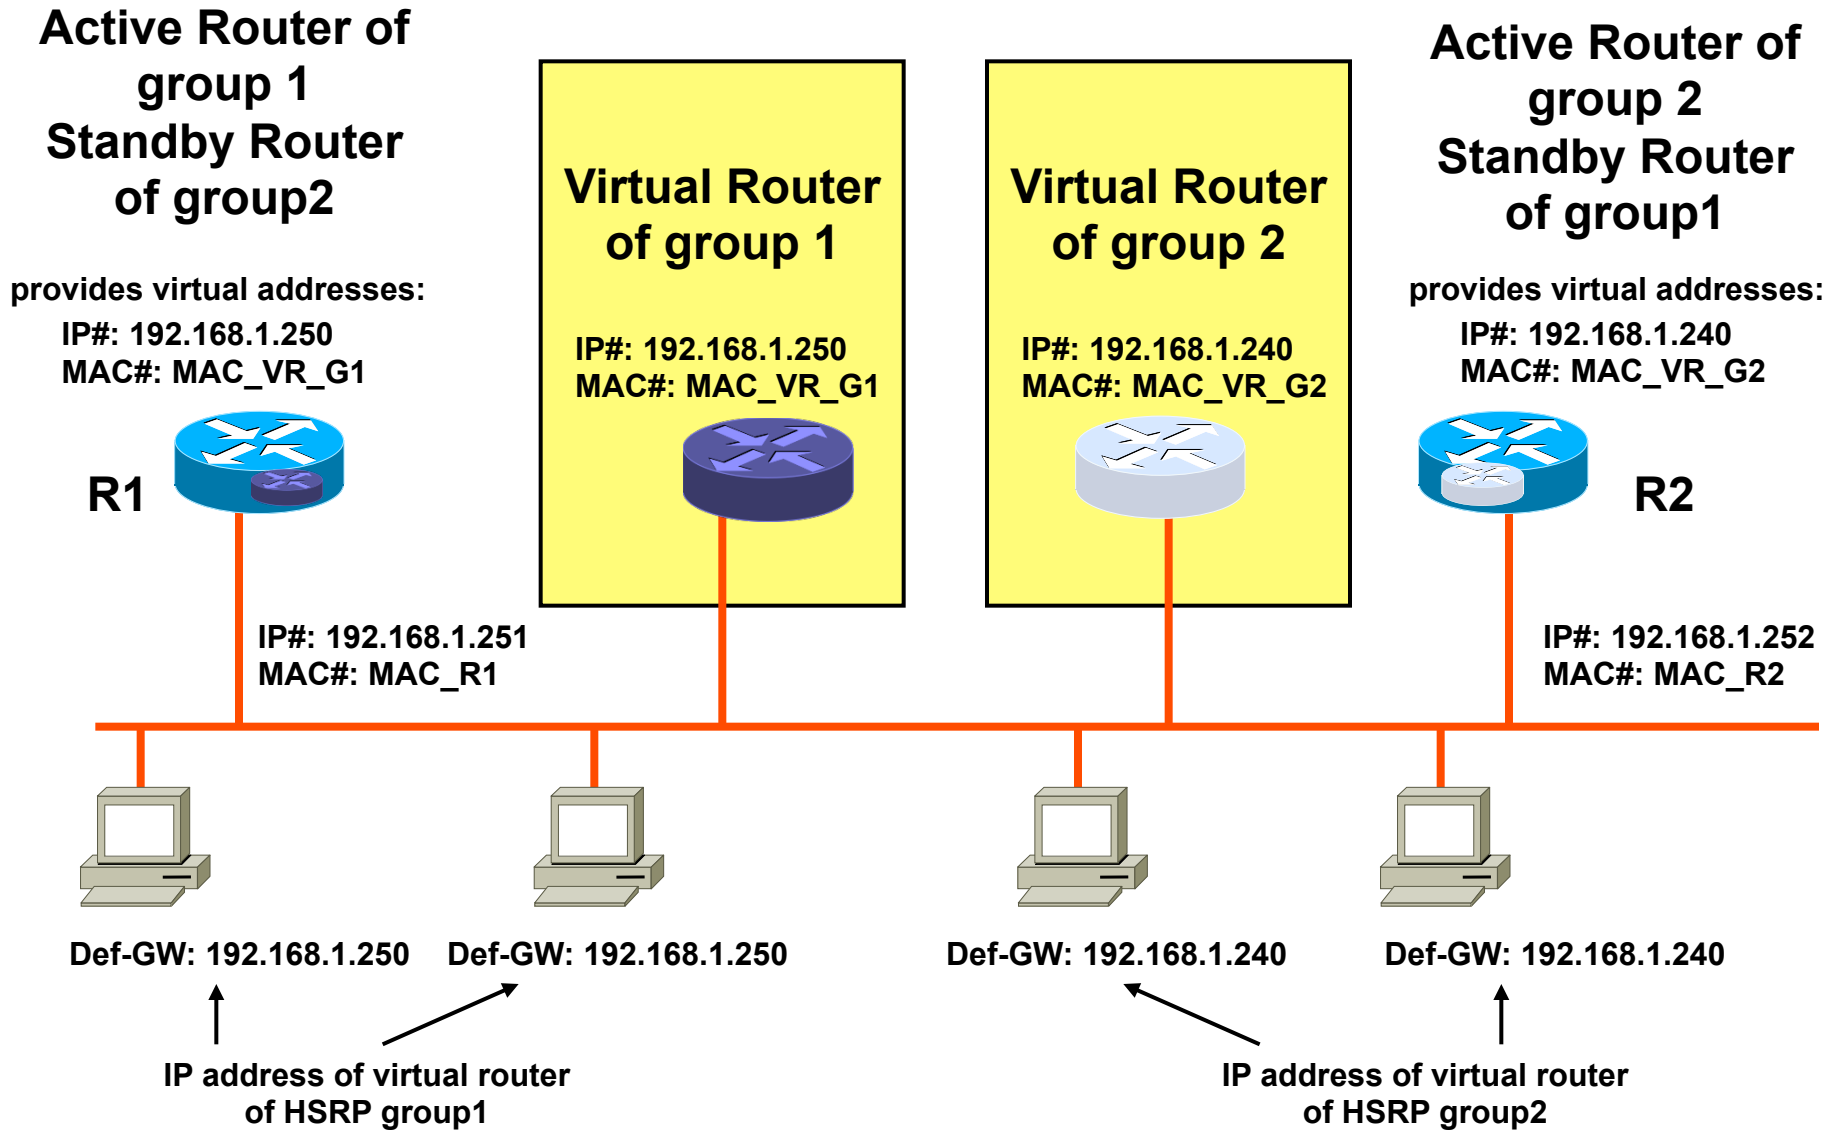 Active Router of
group 1
Standby Router
of group2
provides virtual addresses:
IP#: 192.168.1.250
MAC#: MAC_VR_G1
R1
IP#: 192.168.1.251
MAC#: MAC_R1
Virtual Router
of group 1
IP#: 192.168.1.250
MAC#: MAC_VR_G1
Virtual Router
of group 2
IP#: 192.168.1.240
MAC#: MAC_VR_G2
Active Router of
group 2
Standby Router
of group1
provides virtual addresses:
IP#: 192.168.1.240
MAC#: MAC_VR_G2
R2
IP#: 192.168.1.252
MAC#: MAC_R2
Def-GW: 192.168.1.250
Def-GW: 192.168.1.250
Def-GW: 192.168.1.240
Def-GW: 192.168.1.240
IP address of virtual router
of HSRP group1
IP address of virtual router
of HSRP group2